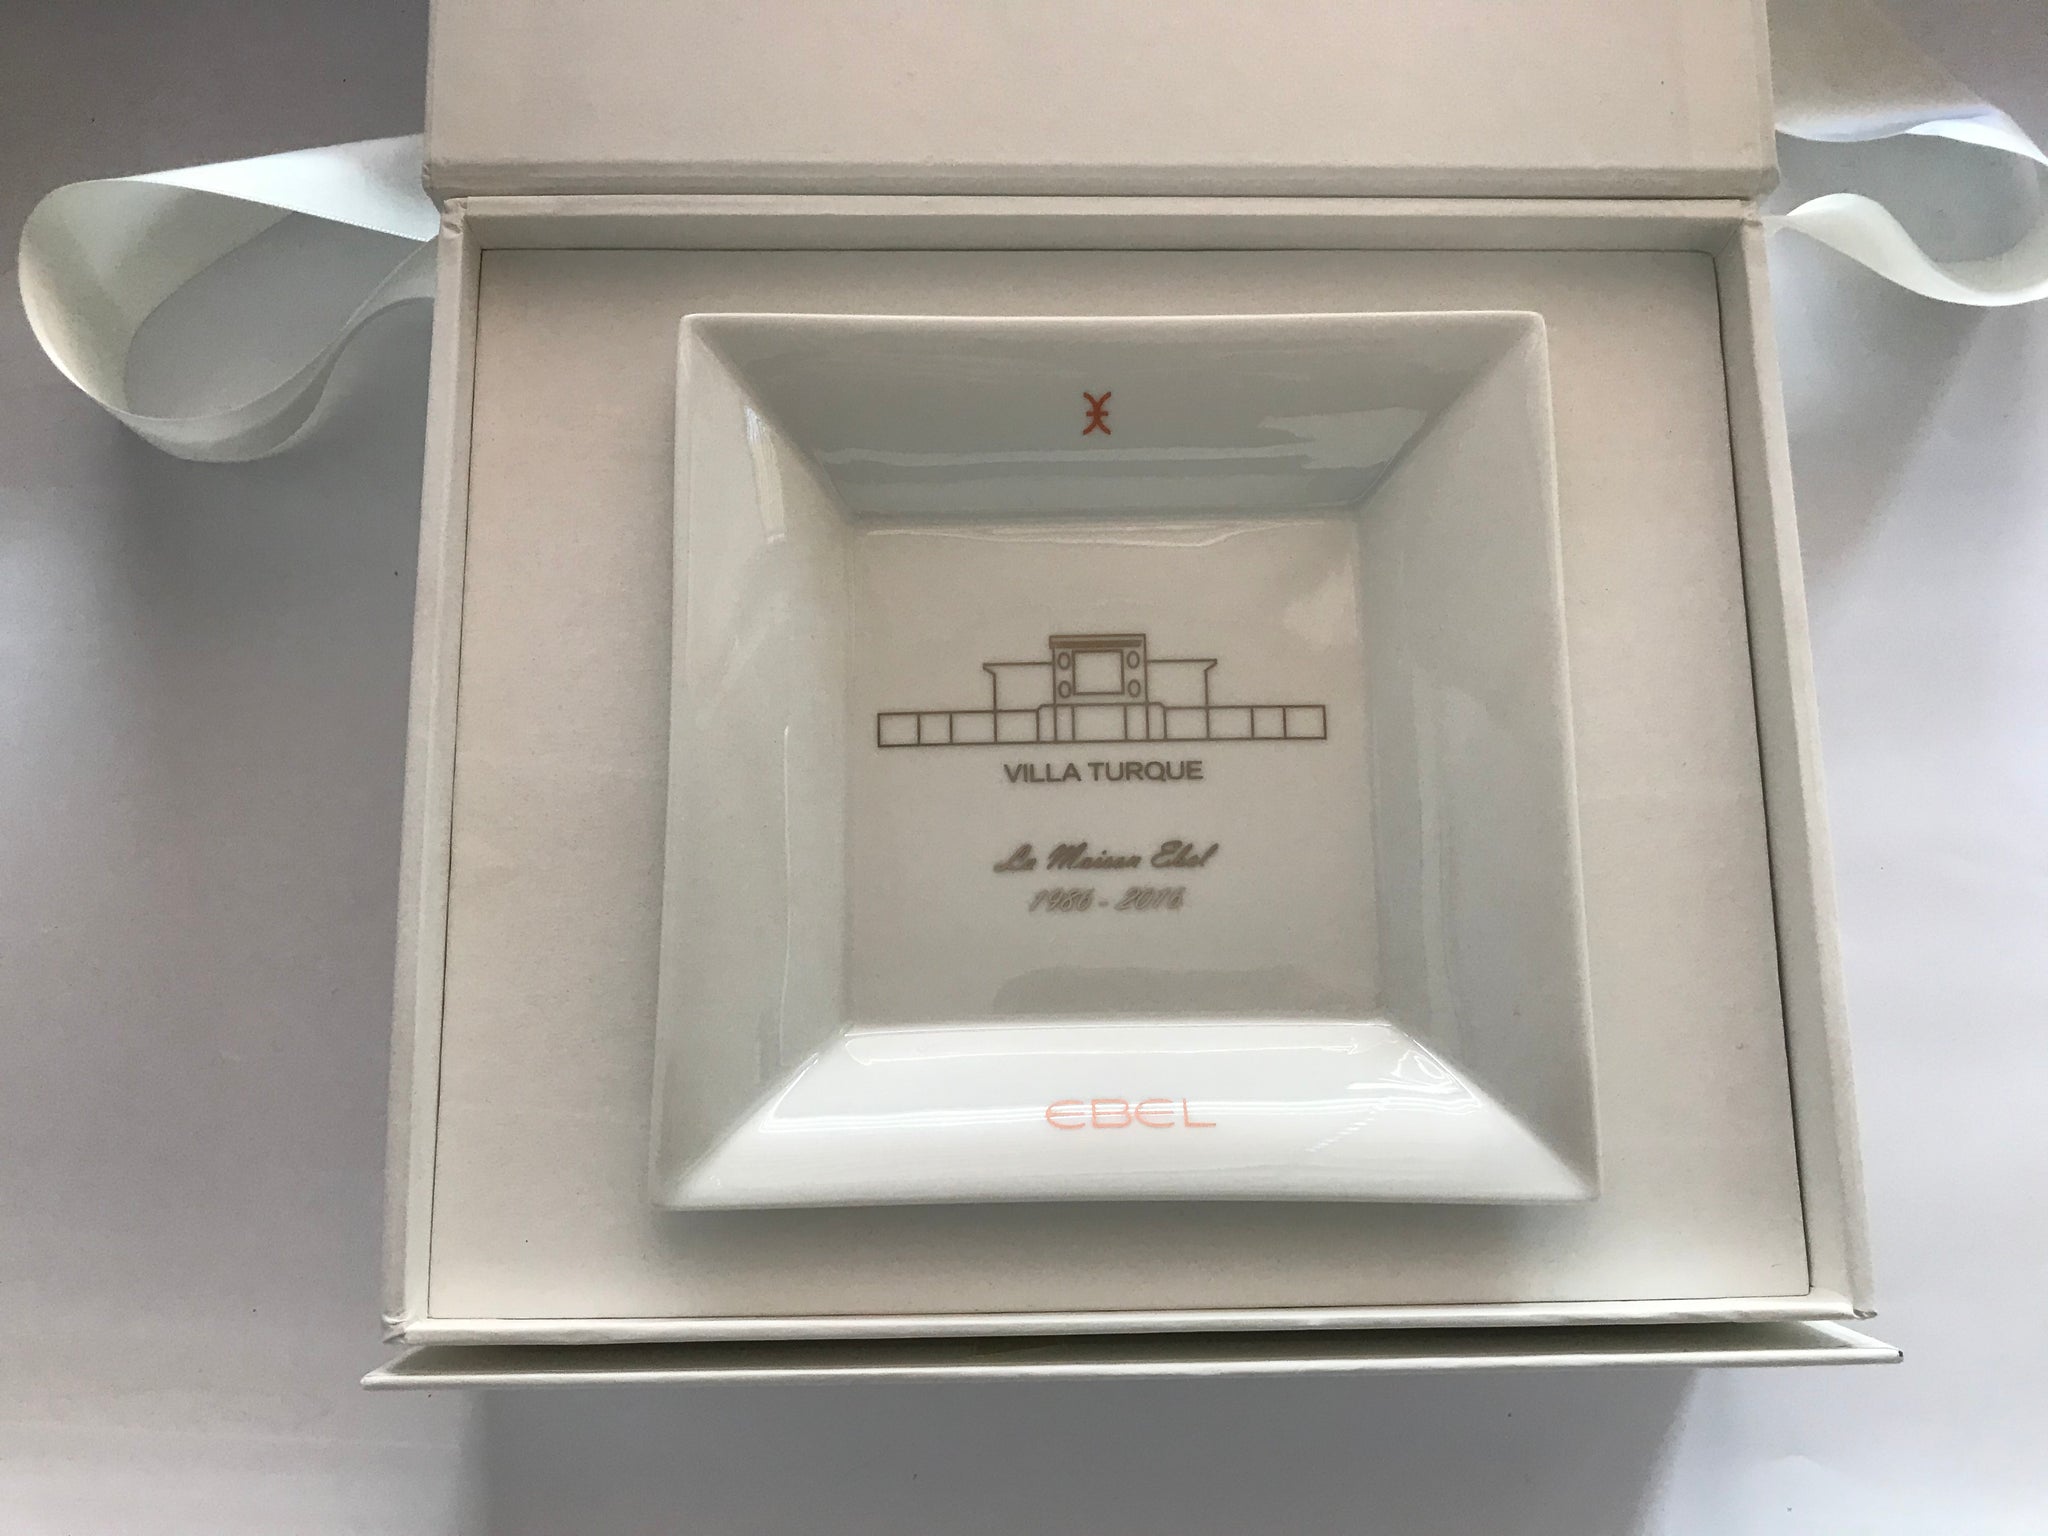 VILLA TURQUE
La Maison Ebel
1986 - 2016
EBEL